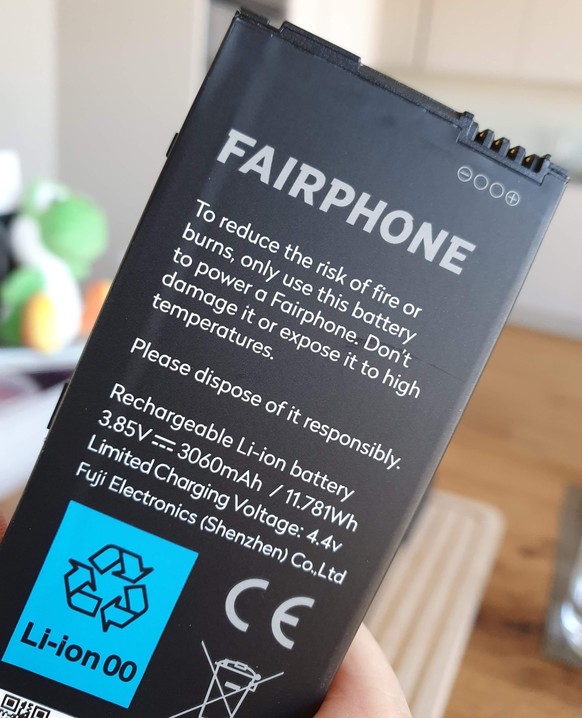 FAIRPHONE
To reduce the risk of fire or
burns, only use this battery
to power a Fairphone. Don't
damage it or expose it to high
temperatures.
Please dispose of it responsibly.
Rechargeable Li-ion battery
3.85V ⎓ 3060mAh / 11.781Wh
Limited Charging Voltage: 4.4v
Fuji Electronics (Shenzhen) Co.,Ltd
CE
Li-ion 00